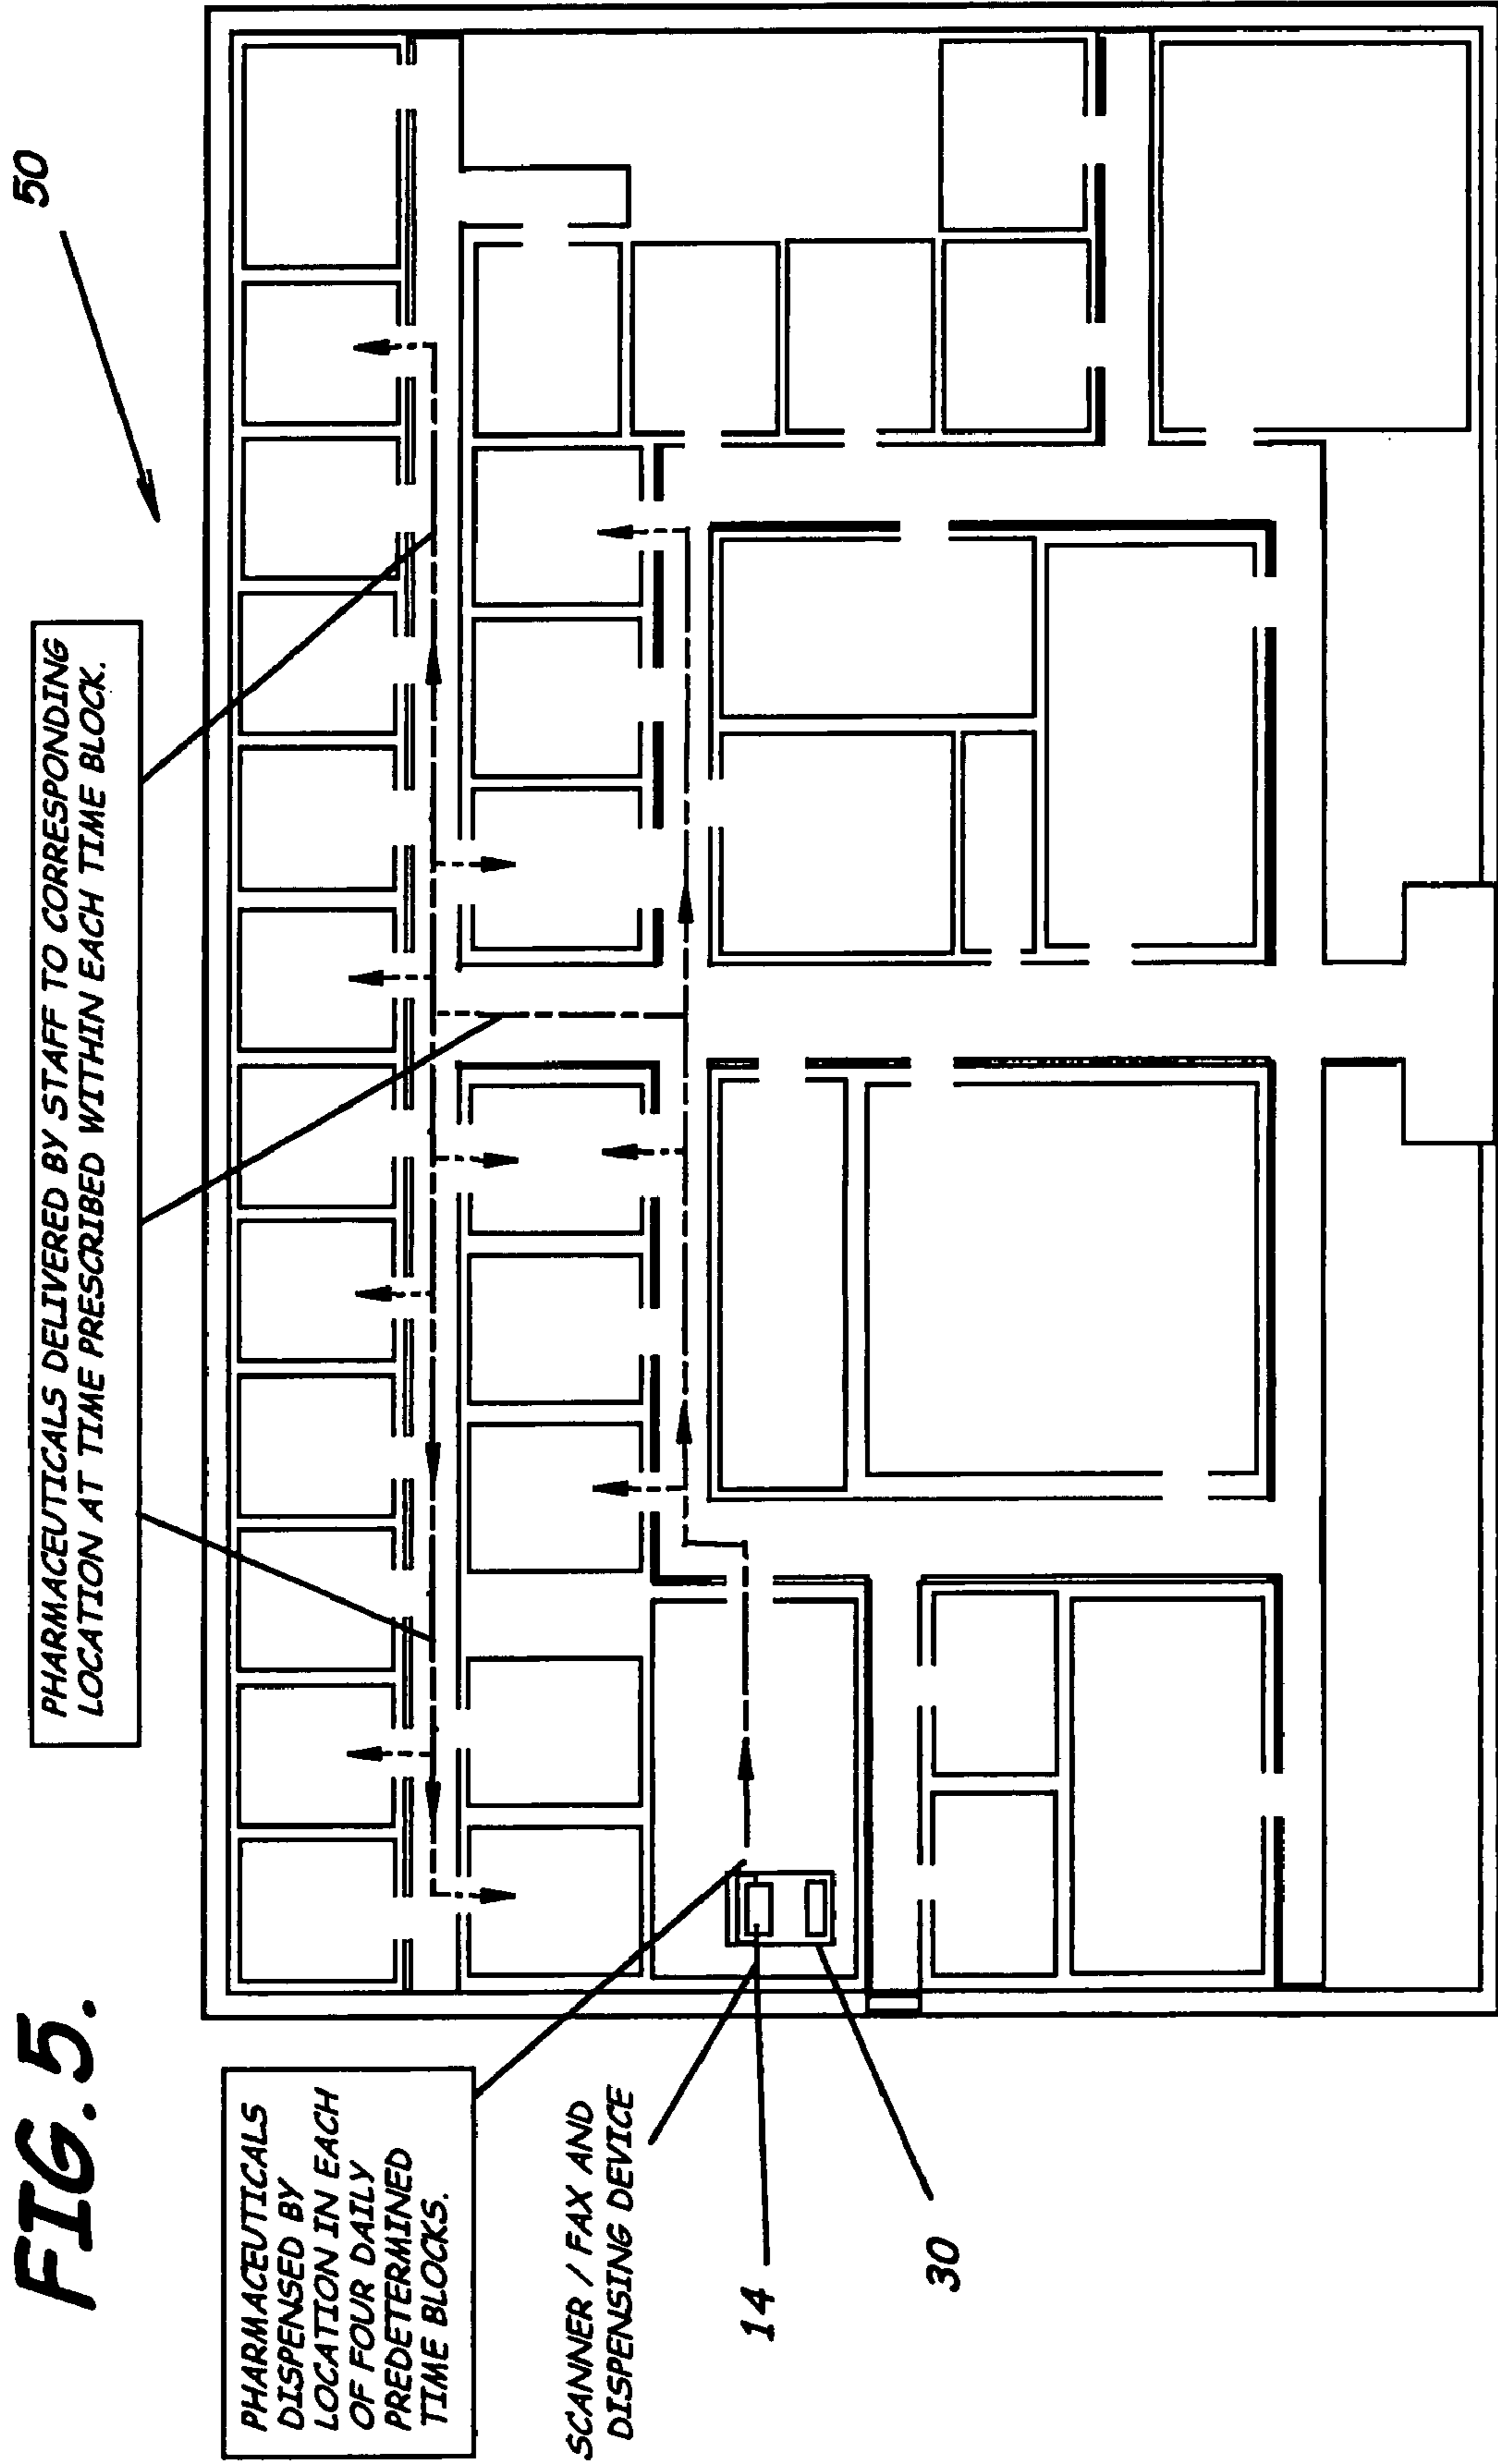 FIG. 5.
50
PHARMACEUTICALS DELIVERED BY STAFF TO CORRESPONDING
LOCATION AT TIME PRESCRIBED WITHIN EACH TIME BLOCK.
PHARMACEUTICALS
DISPENSED BY
LOCATION IN EACH
OF FOUR DAILY
PREDETERMINED
TIME BLOCKS.
SCANNER / FAX AND
DISPENSING DEVICE
14
30